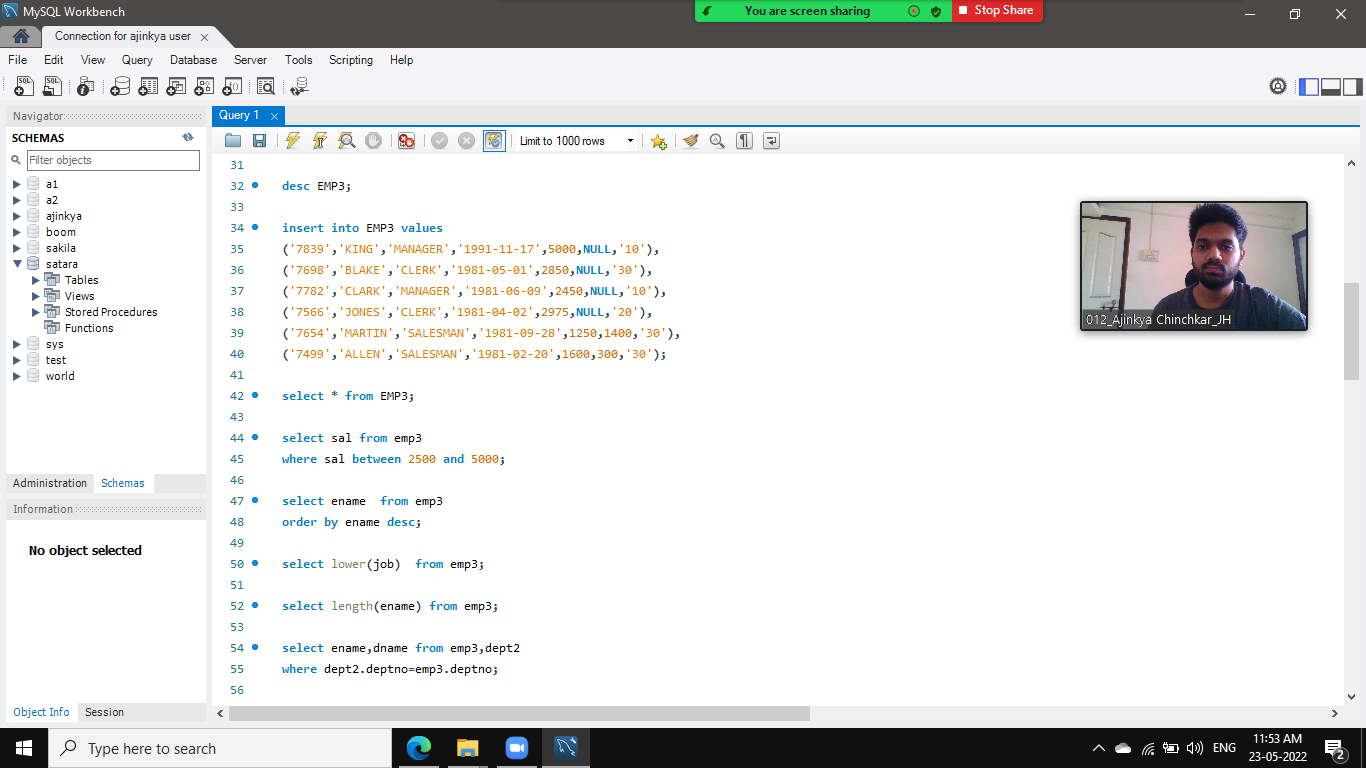 MySQL Workbench
You are screen sharing
Stop Share
Connection for ajinkya user
File Edit View Query Database Server Tools Scripting Help
Navigator
SCHEMAS
Filter objects
a1
a2
ajinkya
boom
sakila
satara
Tables
Views
Stored Procedures
Functions
sys
test
world
Administration Schemas
Information
No object selected
Object Info Session
Query 1
Limit to 1000 rows
31
32 desc EMP3;
33
34 insert into EMP3 values
35 ('7839','KING','MANAGER','1991-11-17',5000,NULL,'10'),
36 ('7698','BLAKE','CLERK','1981-05-01',2850,NULL,'30'),
37 ('7782','CLARK','MANAGER','1981-06-09',2450,NULL,'10'),
38 ('7566','JONES','CLERK','1981-04-02',2975,NULL,'20'),
39 ('7654','MARTIN','SALESMAN','1981-09-28',1250,1400,'30'),
40 ('7499','ALLEN','SALESMAN','1981-02-20',1600,300,'30');
41
42 select * from EMP3;
43
44 select sal from emp3
45 where sal between 2500 and 5000;
46
47 select ename  from emp3
48 order by ename desc;
49
50 select lower(job)  from emp3;
51
52 select length(ename) from emp3;
53
54 select ename,dname from emp3,dept2
55 where dept2.deptno=emp3.deptno;
56
012_Ajinkya Chinchkar_JH
Type here to search
ENG
11:53 AM
23-05-2022
2